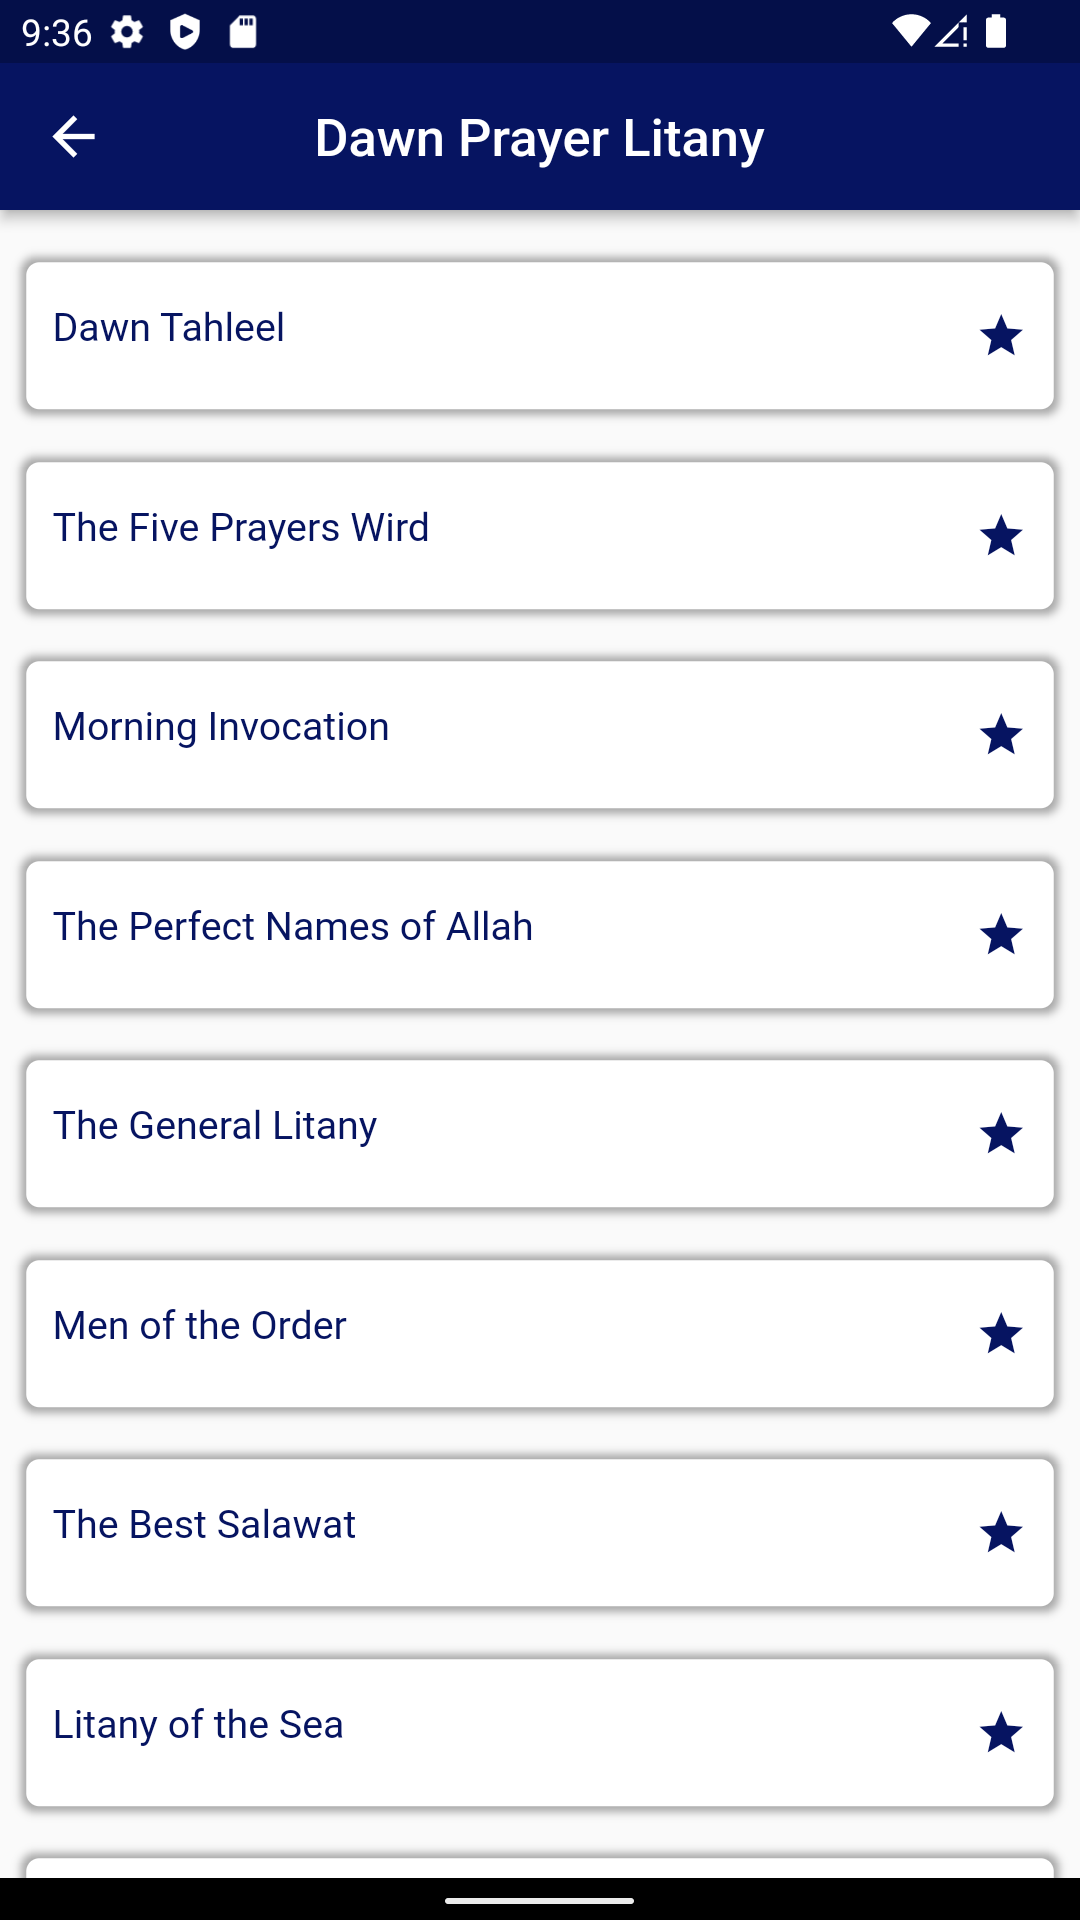 9:36
Dawn Prayer Litany
Dawn Tahleel
The Five Prayers Wird
Morning Invocation
The Perfect Names of Allah
The General Litany
Men of the Order
The Best Salawat
Litany of the Sea